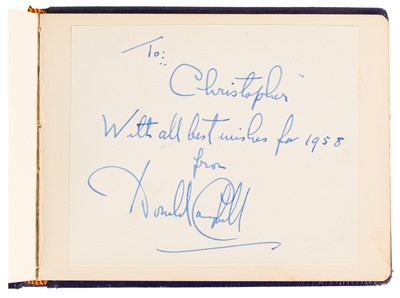 To:
"Christopher"
With all best wishes for 1958
from
Donald Campbell